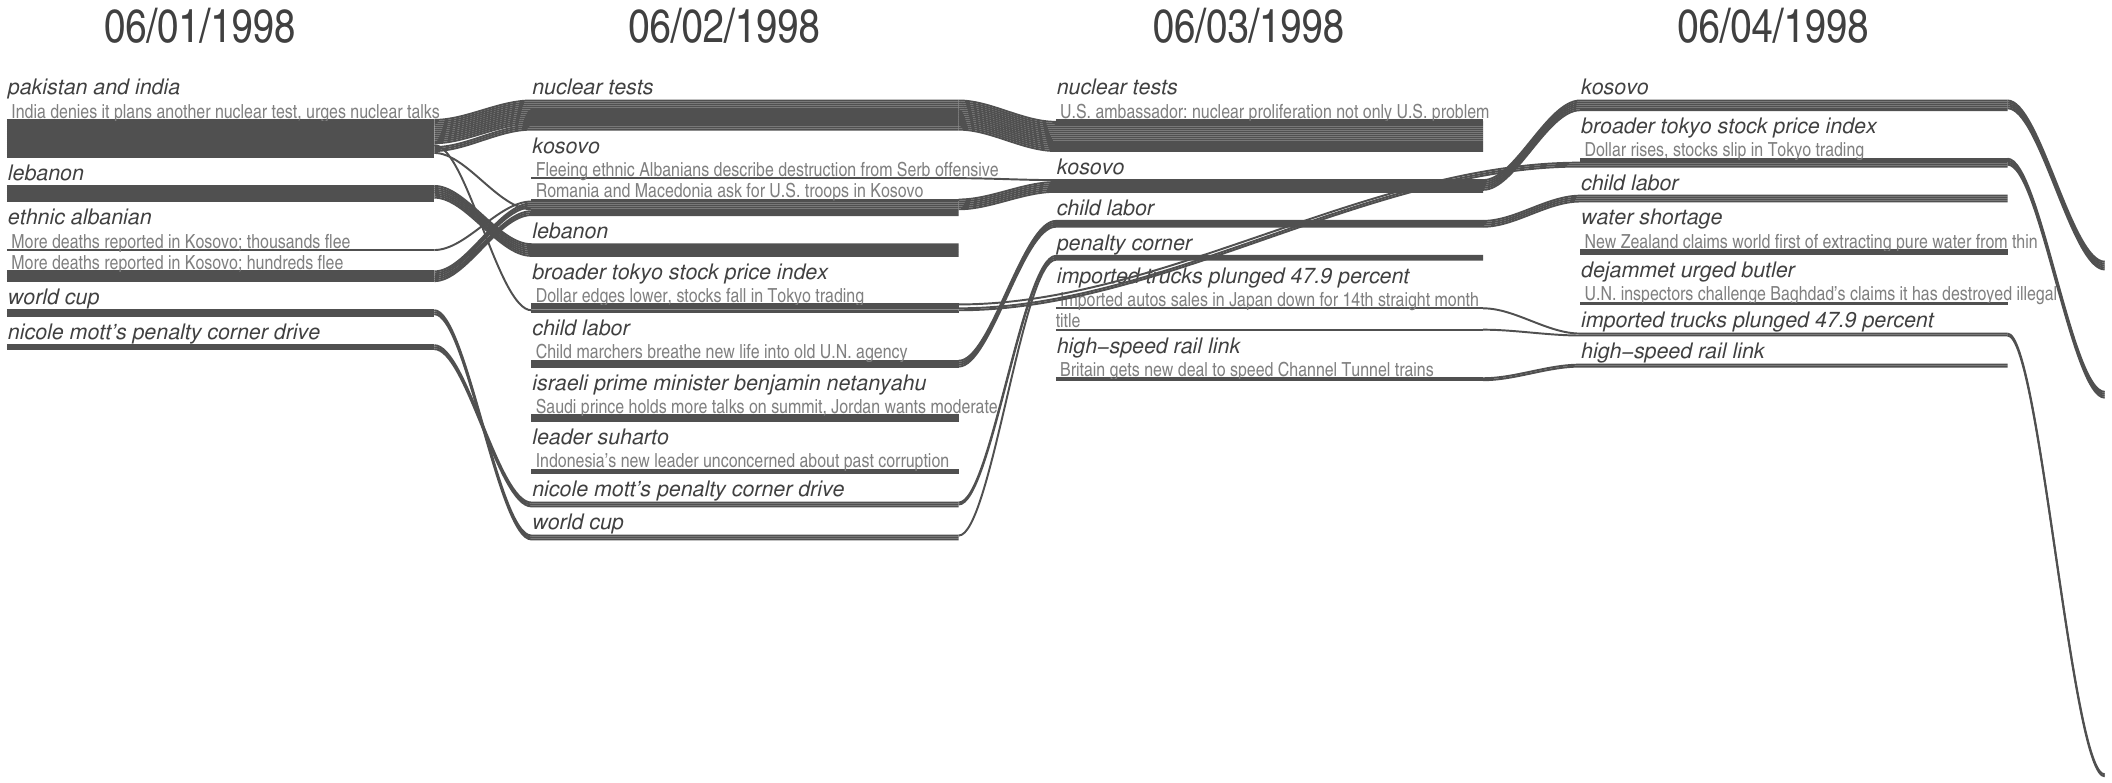 06/01/1998
06/02/1998
06/03/1998
06/04/1998
pakistan and india
India denies it plans another nuclear test, urges nuclear talks
lebanon
ethnic albanian
More deaths reported in Kosovo; thousands flee
More deaths reported in Kosovo; hundreds flee
world cup
nicole mott's penalty corner drive
nuclear tests
kosovo
Fleeing ethnic Albanians describe destruction from Serb offensive
Romania and Macedonia ask for U.S. troops in Kosovo
lebanon
broader tokyo stock price index
Dollar edges lower, stocks fall in Tokyo trading
child labor
Child marchers breathe new life into old U.N. agency
israeli prime minister benjamin netanyahu
Saudi prince holds more talks on summit, Jordan wants moderate
leader suharto
Indonesia's new leader unconcerned about past corruption
nicole mott's penalty corner drive
world cup
nuclear tests
U.S. ambassador: nuclear proliferation not only U.S. problem
kosovo
child labor
penalty corner
imported trucks plunged 47.9 percent
Imported autos sales in Japan down for 14th straight month
title
high–speed rail link
Britain gets new deal to speed Channel Tunnel trains
kosovo
broader tokyo stock price index
Dollar rises, stocks slip in Tokyo trading
child labor
water shortage
New Zealand claims world first of extracting pure water from thin
dejammet urged butler
U.N. inspectors challenge Baghdad's claims it has destroyed illegal
imported trucks plunged 47.9 percent
high–speed rail link